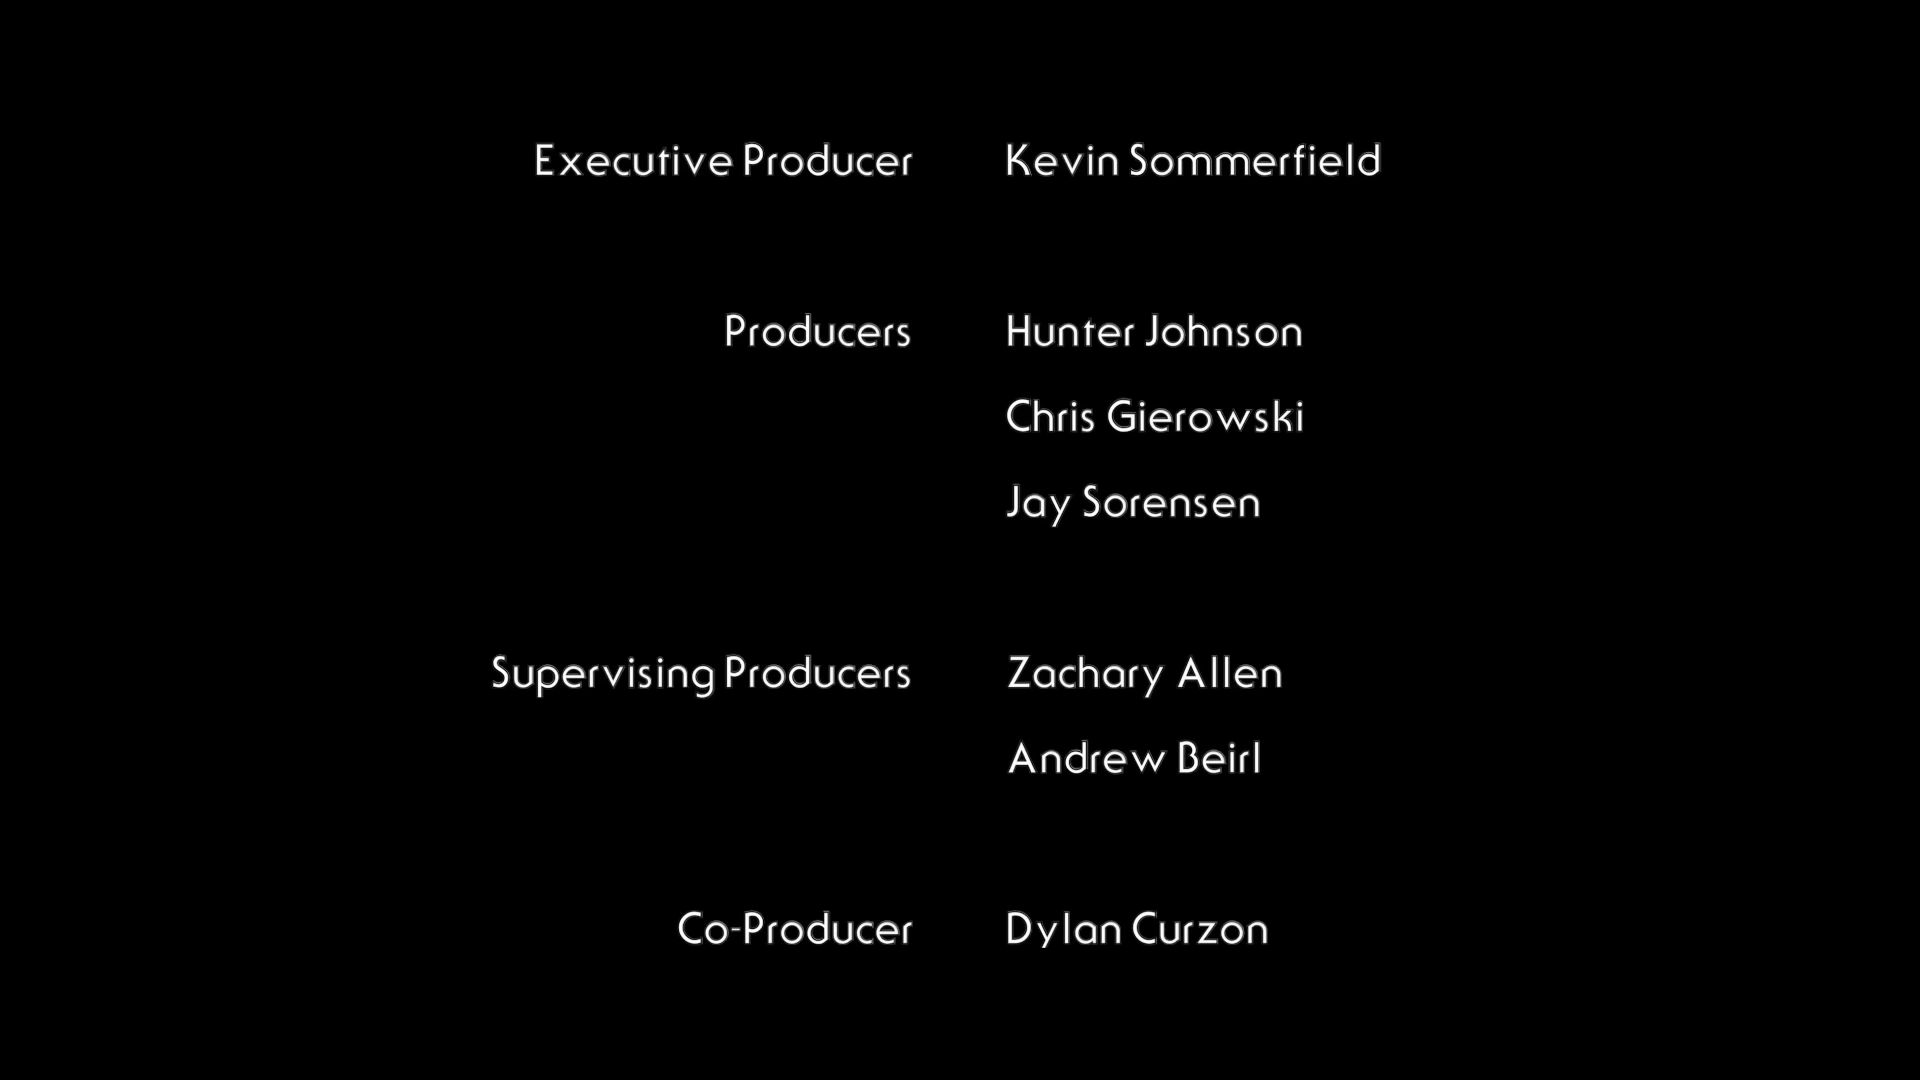 Executive Producer Kevin Sommerfield
Producers Hunter Johnson
Chris Gierowski
Jay Sorensen
Supervising Producers Zachary Allen
Andrew Beirl
Co-Producer Dylan Curzon